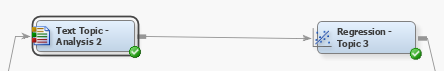 Text Topic -
Analysis 2
Regression -
Topic 3